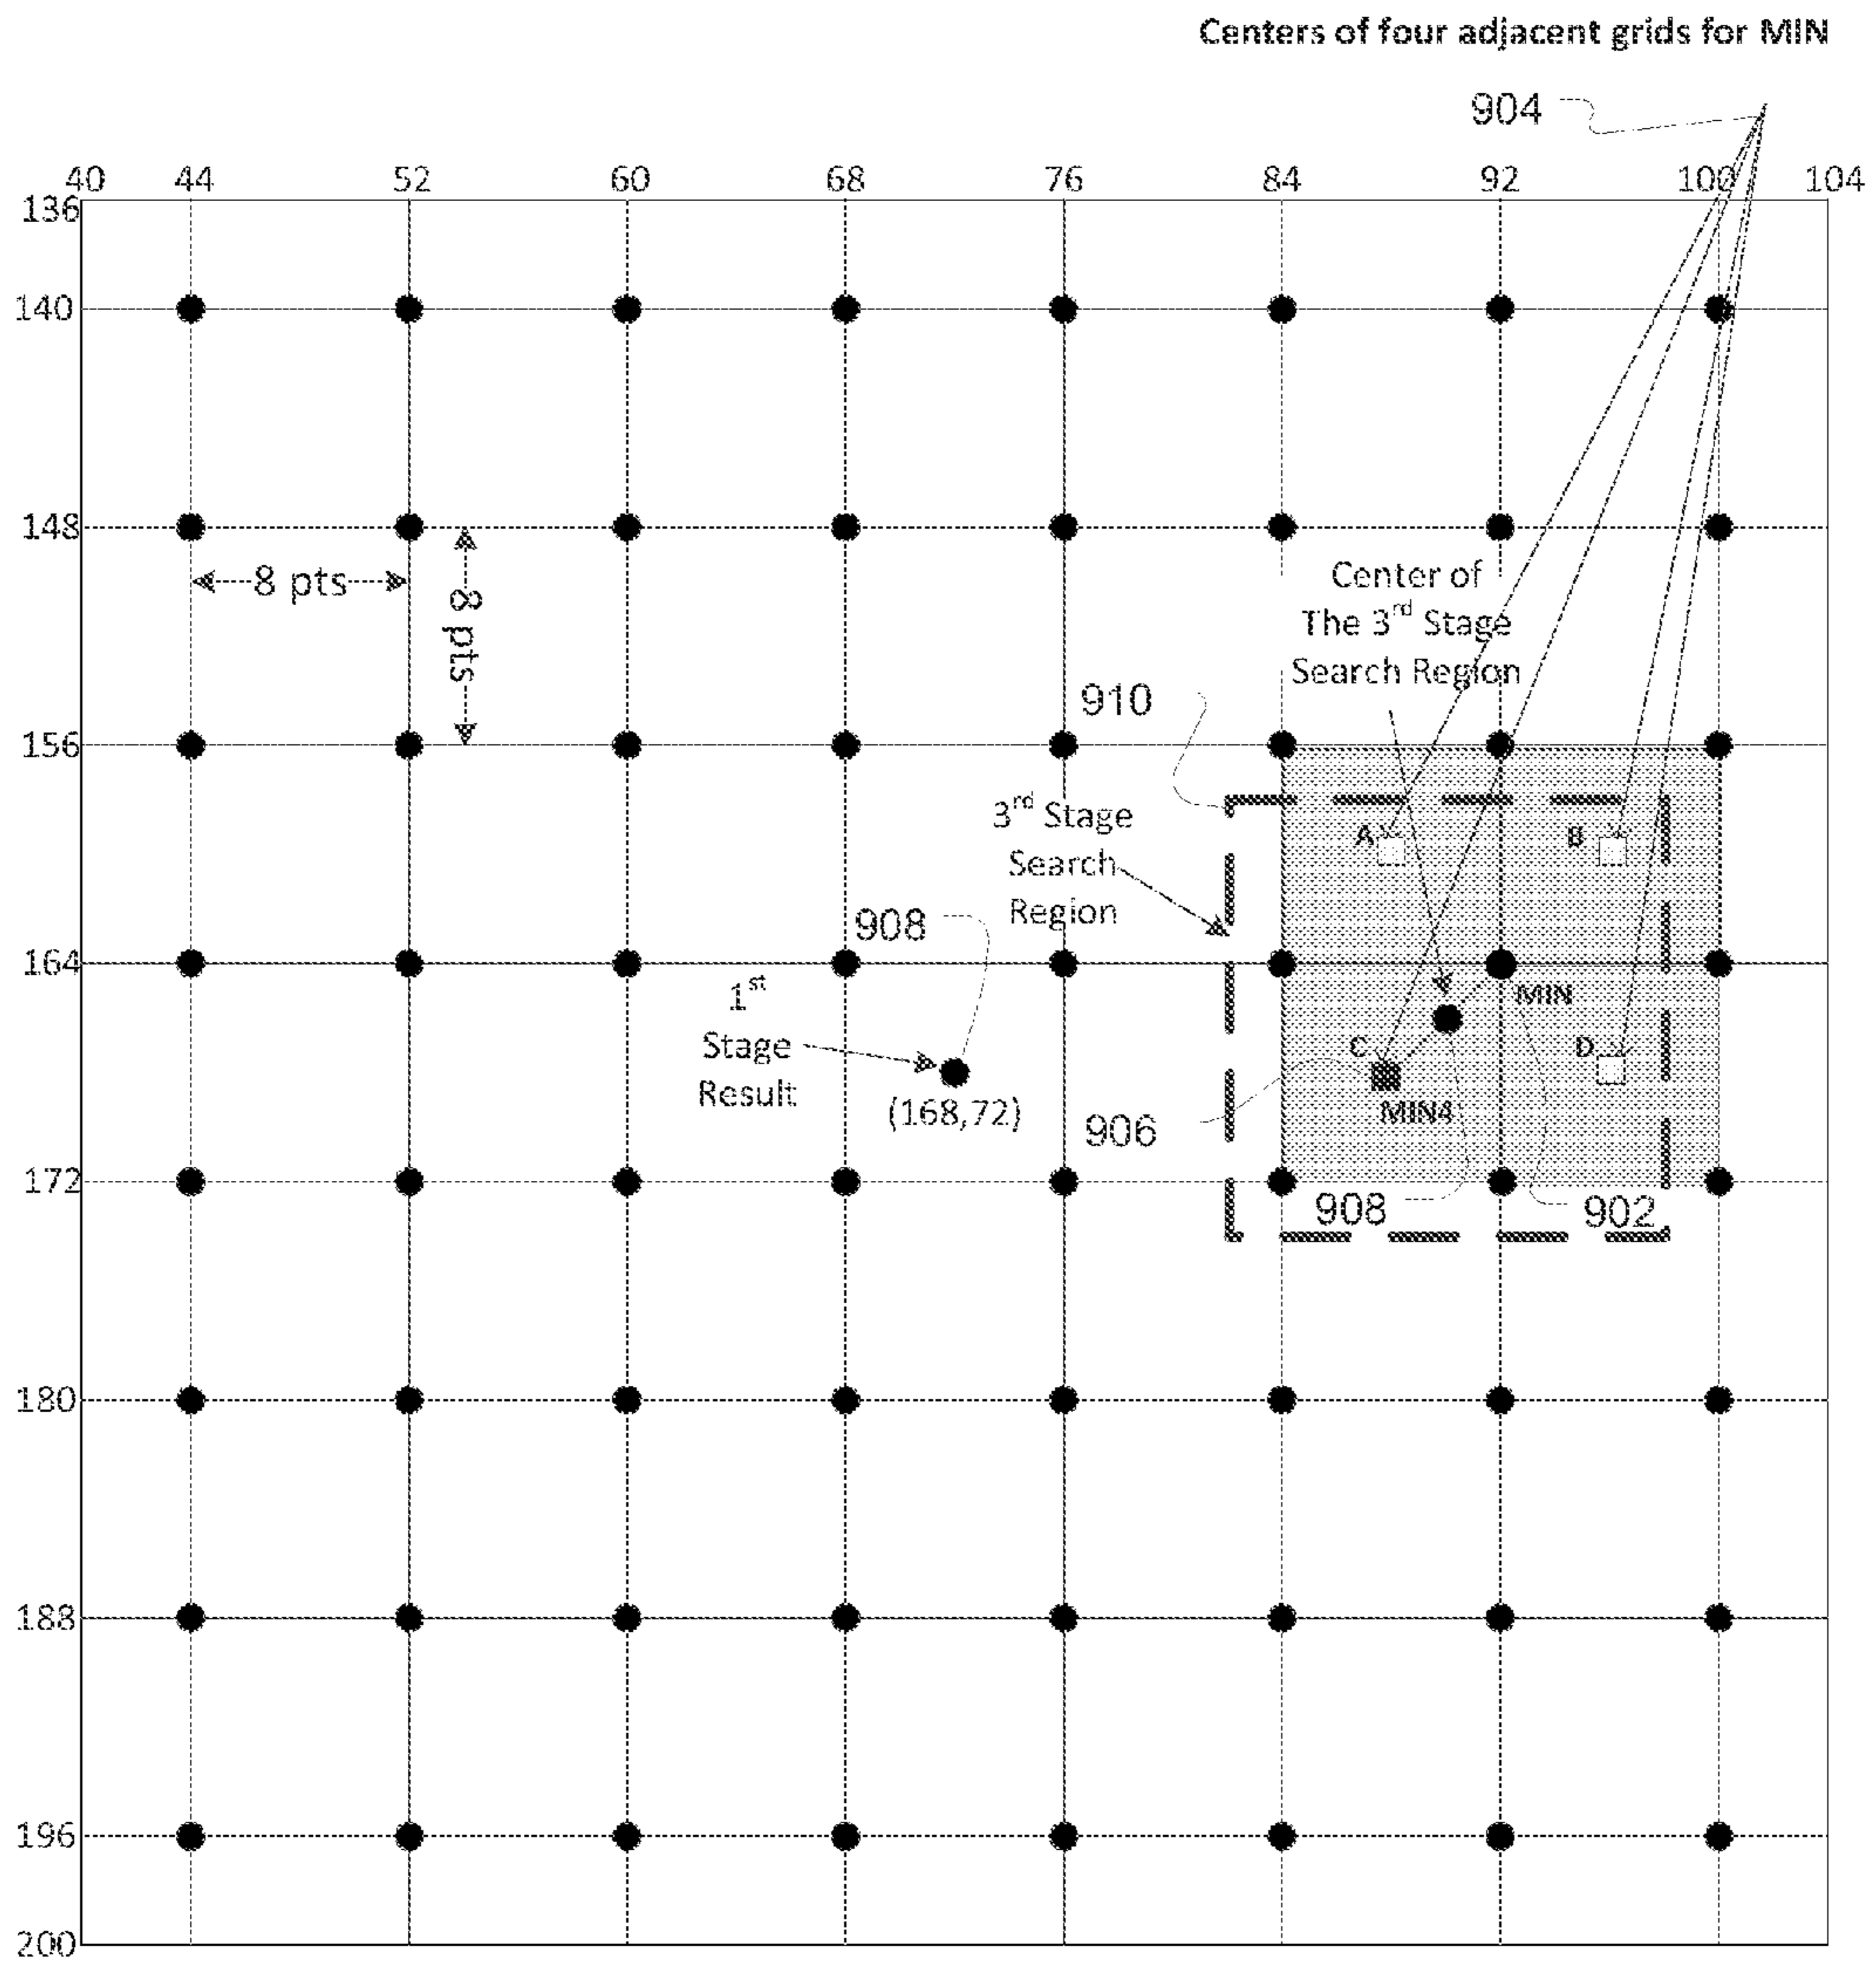 Centers of four adjacent grids for MIN
904
40 44 52 60 68 76 84 92 100 104
136
140
148
8 pts
8 pts
Center of
The 3rd Stage
Search Region
910
156
3rd Stage
Search
Region
A
B
908
164
1st
Stage
Result
MIN
C
D
(168,72)
906
MIN4
172
908
902
180
188
196
200